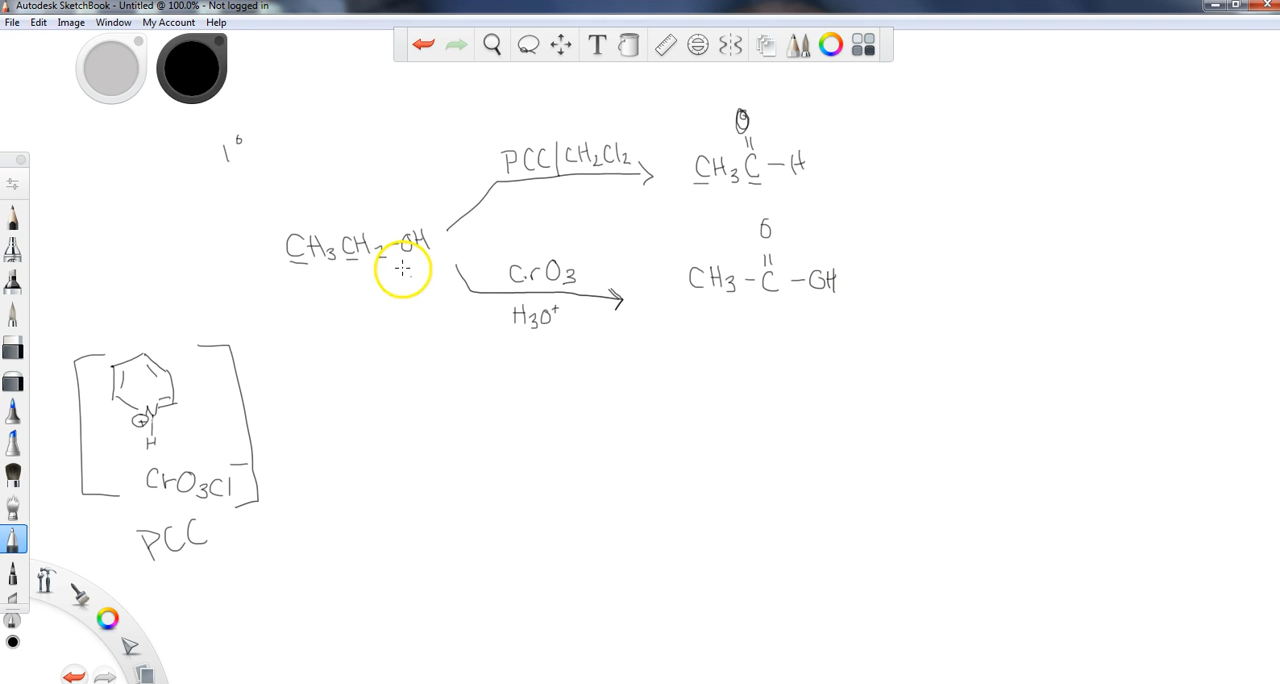 Autodesk SketchBook - Untitled @ 100.0% - Not logged in
File Edit Image Window My Account Help
T
1°
PCC/CH2Cl2
O
CH3C-H
CH3CH2-OH
CrO3
H3O+
O
CH3-C-OH
N
+
H
CrO3Cl-
PCC